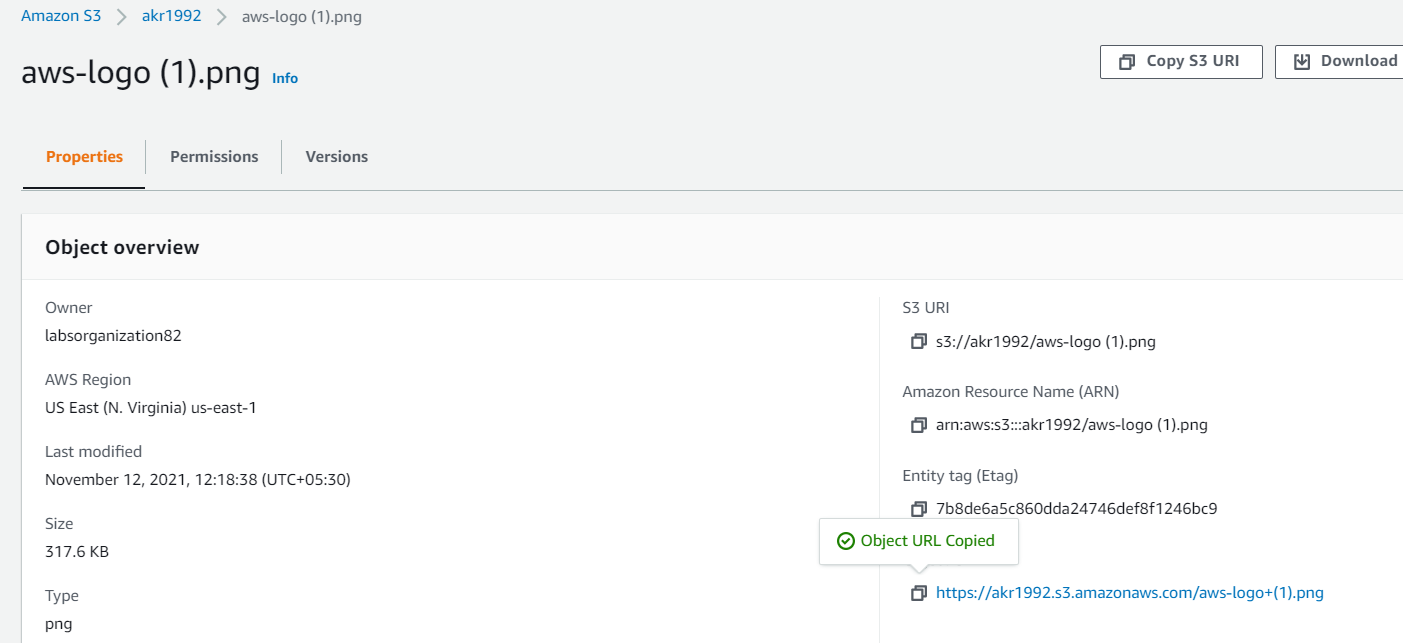 Amazon S3 > akr1992 > aws-logo (1).png
aws-logo (1).png Info
Copy S3 URI
Download
Properties
Permissions
Versions
Object overview
Owner
labsorganization82
AWS Region
US East (N. Virginia) us-east-1
Last modified
November 12, 2021, 12:18:38 (UTC+05:30)
Size
317.6 KB
Type
png
S3 URI
s3://akr1992/aws-logo (1).png
Amazon Resource Name (ARN)
arn:aws:s3:::akr1992/aws-logo (1).png
Entity tag (Etag)
7b8de6a5c860dda24746def8f1246bc9
Object URL Copied
https://akr1992.s3.amazonaws.com/aws-logo+(1).png